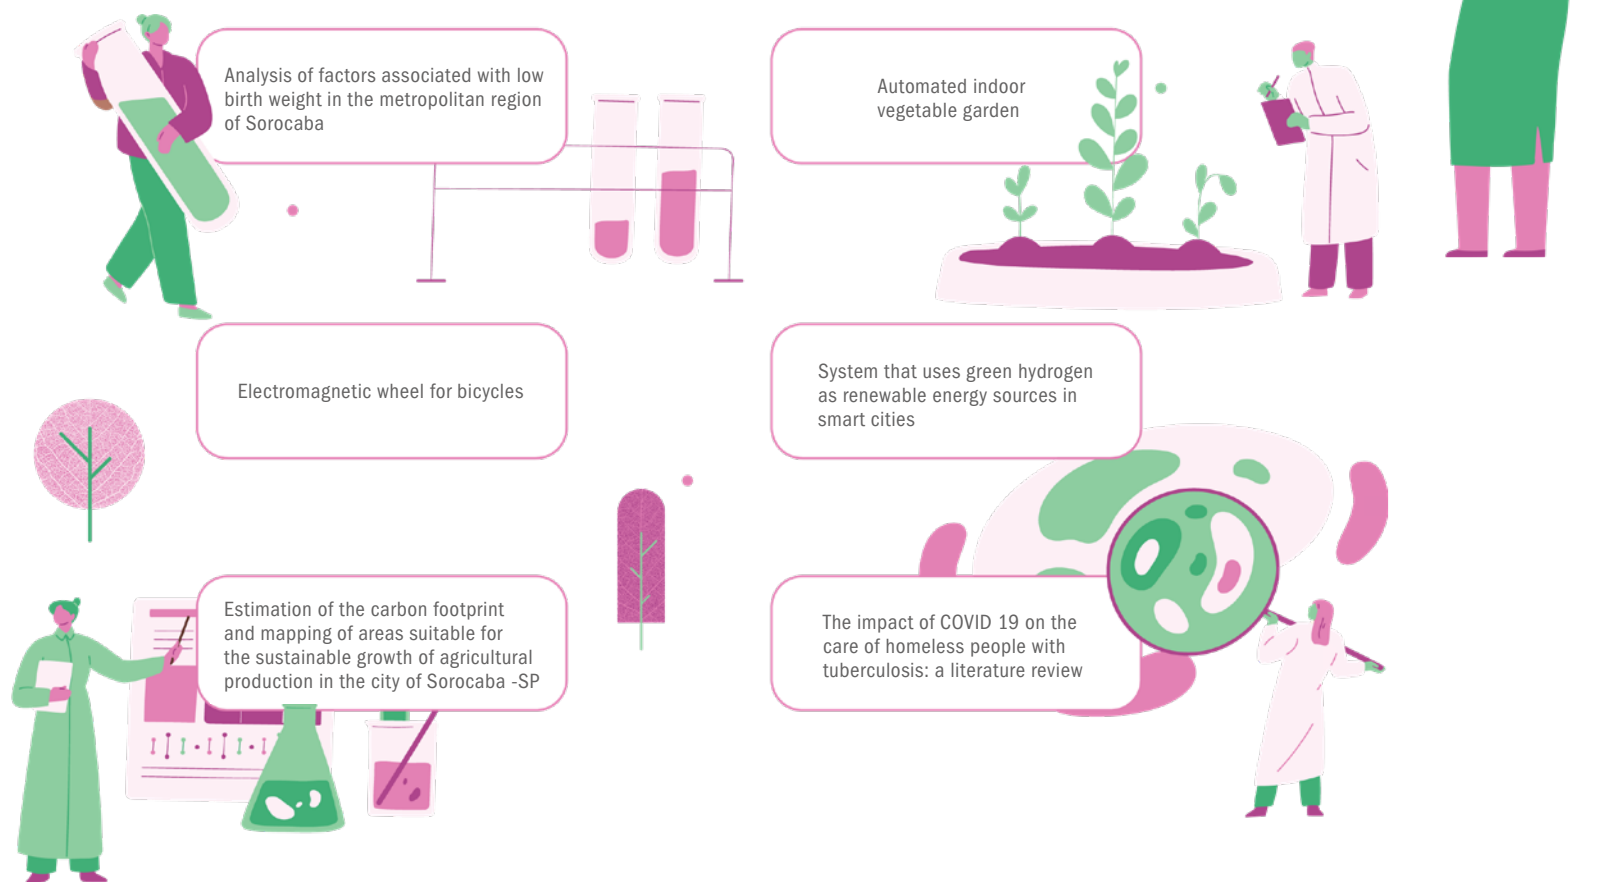 Analysis of factors associated with low
birth weight in the metropolitan region
of Sorocaba
Automated indoor
vegetable garden
Electromagnetic wheel for bicycles
System that uses green hydrogen
as renewable energy sources in
smart cities
Estimation of the carbon footprint
and mapping of areas suitable for
the sustainable growth of agricultural
production in the city of Sorocaba -SP
The impact of COVID 19 on the
care of homeless people with
tuberculosis: a literature review